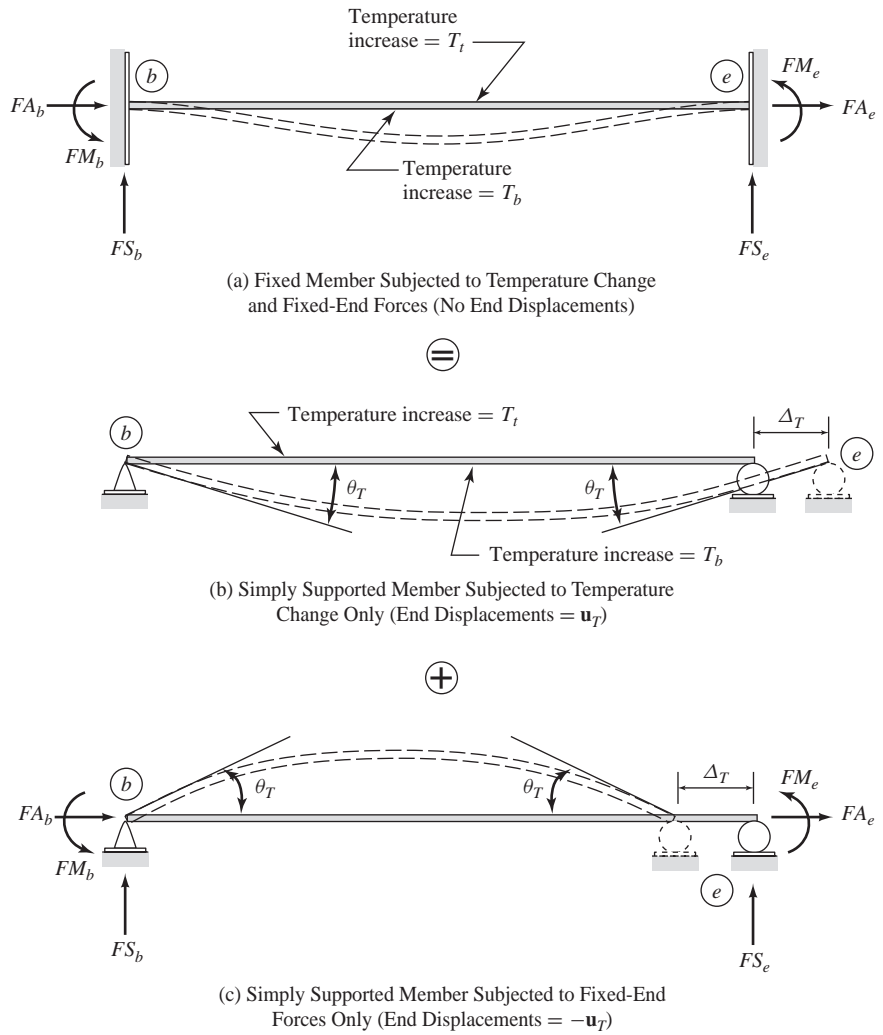 Temperature
increase = T_t
b
e
FM_e
FA_b
FA_e
FM_b
Temperature
increase = T_b
FS_b
FS_e
(a) Fixed Member Subjected to Temperature Change
and Fixed-End Forces (No End Displacements)
=
Temperature increase = T_t
Δ_T
b
e
θ_T
θ_T
Temperature increase = T_b
(b) Simply Supported Member Subjected to Temperature
Change Only (End Displacements = u_T)
+
b
Δ_T
FM_e
θ_T
θ_T
FA_b
FA_e
FM_b
e
FS_b
FS_e
(c) Simply Supported Member Subjected to Fixed-End
Forces Only (End Displacements = −u_T)